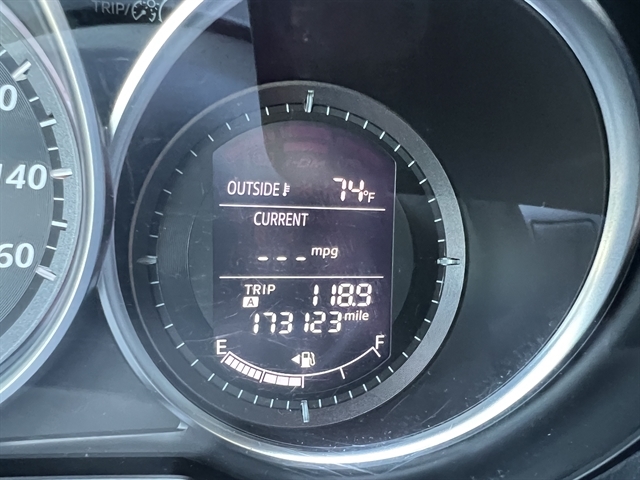 TRIP/
0
140
60
OUTSIDE 74°F
CURRENT
--- mpg
TRIP A 118.9
173123 mile
E F